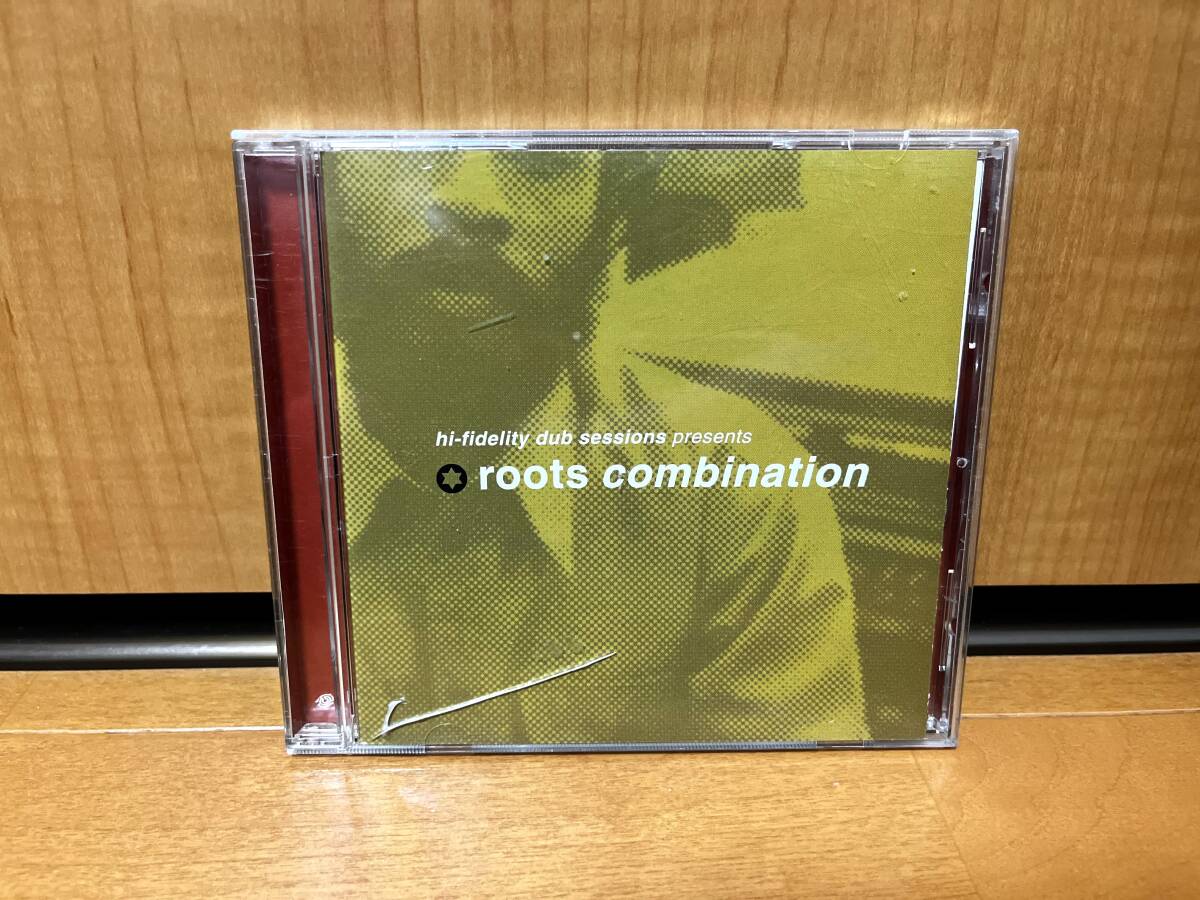 hi-fidelity dub sessions presents
roots combination